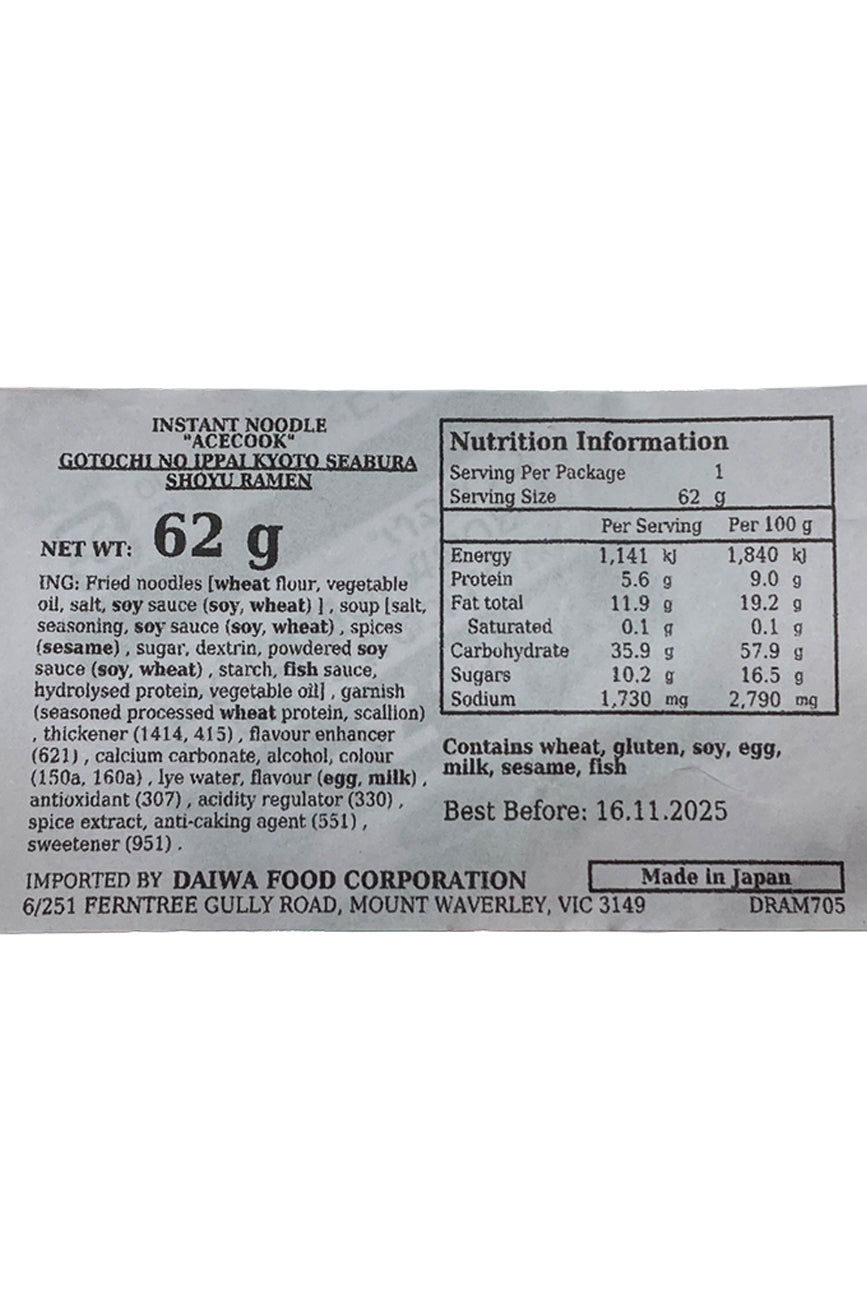 INSTANT NOODLE
"ACECOOK"
GOTOCHI NO IPPAI KYOTO SEABURA
SHOYU RAMEN
NET WT: 62 g
ING: Fried noodles [wheat flour, vegetable
oil, salt, soy sauce (soy, wheat) ] , soup [salt,
seasoning, soy sauce (soy, wheat) , spices
(sesame) , sugar, dextrin, powdered soy
sauce (soy, wheat) , starch, fish sauce,
hydrolysed protein, vegetable oil] , garnish
(seasoned processed wheat protein, scallion)
, thickener (1414, 415) , flavour enhancer
(621) , calcium carbonate, alcohol, colour
(150a, 160a) , lye water, flavour (egg, milk) ,
antioxidant (307) , acidity regulator (330) ,
spice extract, anti-caking agent (551) ,
sweetener (951) .
Nutrition Information
Serving Per Package 1
Serving Size 62 g
Per Serving Per 100 g
Energy 1,141 kJ 1,840 kJ
Protein 5.6 g 9.0 g
Fat total 11.9 g 19.2 g
Saturated 0.1 g 0.1 g
Carbohydrate 35.9 g 57.9 g
Sugars 10.2 g 16.5 g
Sodium 1,730 mg 2,790 mg
Contains wheat, gluten, soy, egg,
milk, sesame, fish
Best Before: 16.11.2025
IMPORTED BY DAIWA FOOD CORPORATION
Made in Japan
6/251 FERNTREE GULLY ROAD, MOUNT WAVERLEY, VIC 3149
DRAM705